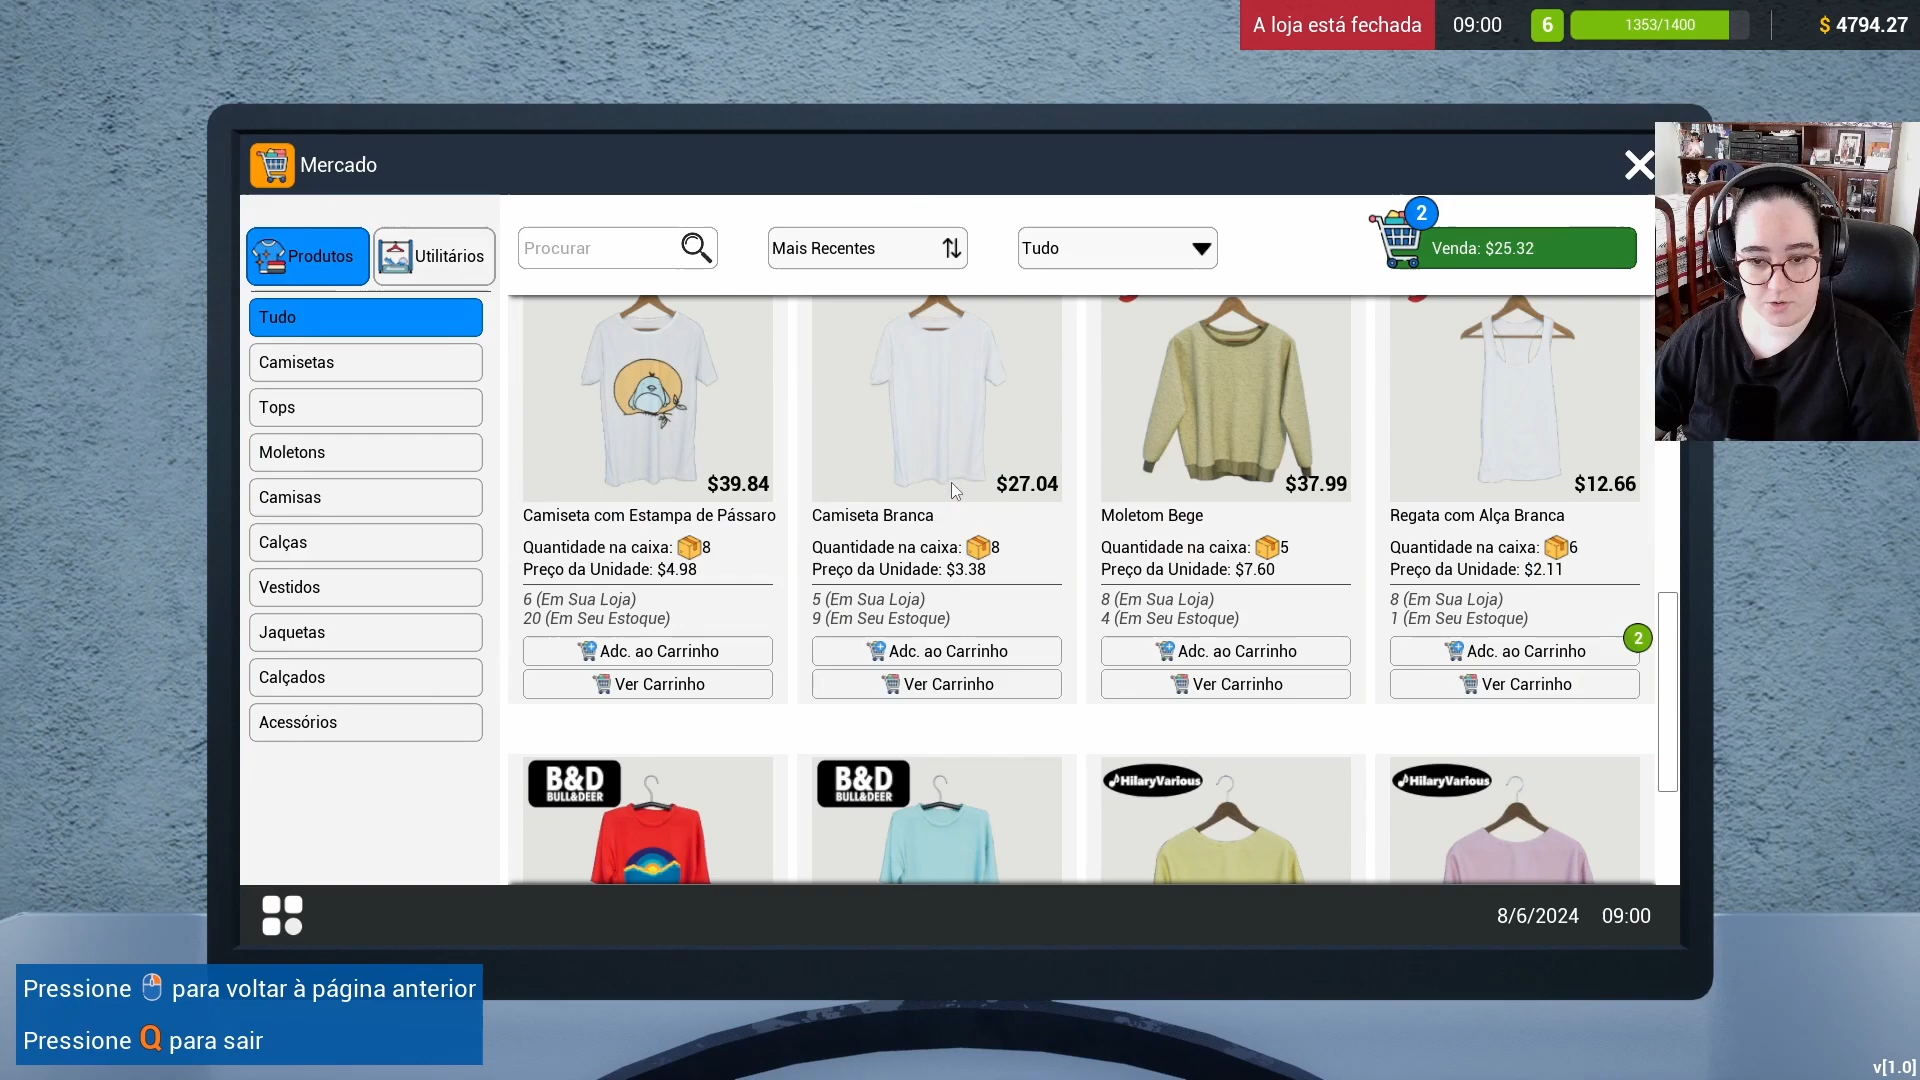 A loja está fechada
09:00
6
1353/1400
$ 4794.27
Mercado
Produtos
Utilitários
Procurar
Mais Recentes
Tudo
2
Venda: $25.32
Tudo
Camisetas
Tops
Moletons
Camisas
Calças
Vestidos
Jaquetas
Calçados
Acessórios
$39.84
Camiseta com Estampa de Pássaro
Quantidade na caixa: 8
Preço da Unidade: $4.98
6 (Em Sua Loja)
20 (Em Seu Estoque)
Adc. ao Carrinho
Ver Carrinho
$27.04
Camiseta Branca
Quantidade na caixa: 8
Preço da Unidade: $3.38
5 (Em Sua Loja)
9 (Em Seu Estoque)
Adc. ao Carrinho
Ver Carrinho
$37.99
Moletom Bege
Quantidade na caixa: 5
Preço da Unidade: $7.60
8 (Em Sua Loja)
4 (Em Seu Estoque)
Adc. ao Carrinho
Ver Carrinho
$12.66
Regata com Alça Branca
Quantidade na caixa: 6
Preço da Unidade: $2.11
8 (Em Sua Loja)
1 (Em Seu Estoque)
Adc. ao Carrinho
2
Ver Carrinho
B&D
BULL&DEER
B&D
BULL&DEER
HilaryVarious
HilaryVarious
8/6/2024 09:00
Pressione para voltar à página anterior
Pressione Q para sair
v[1.0]